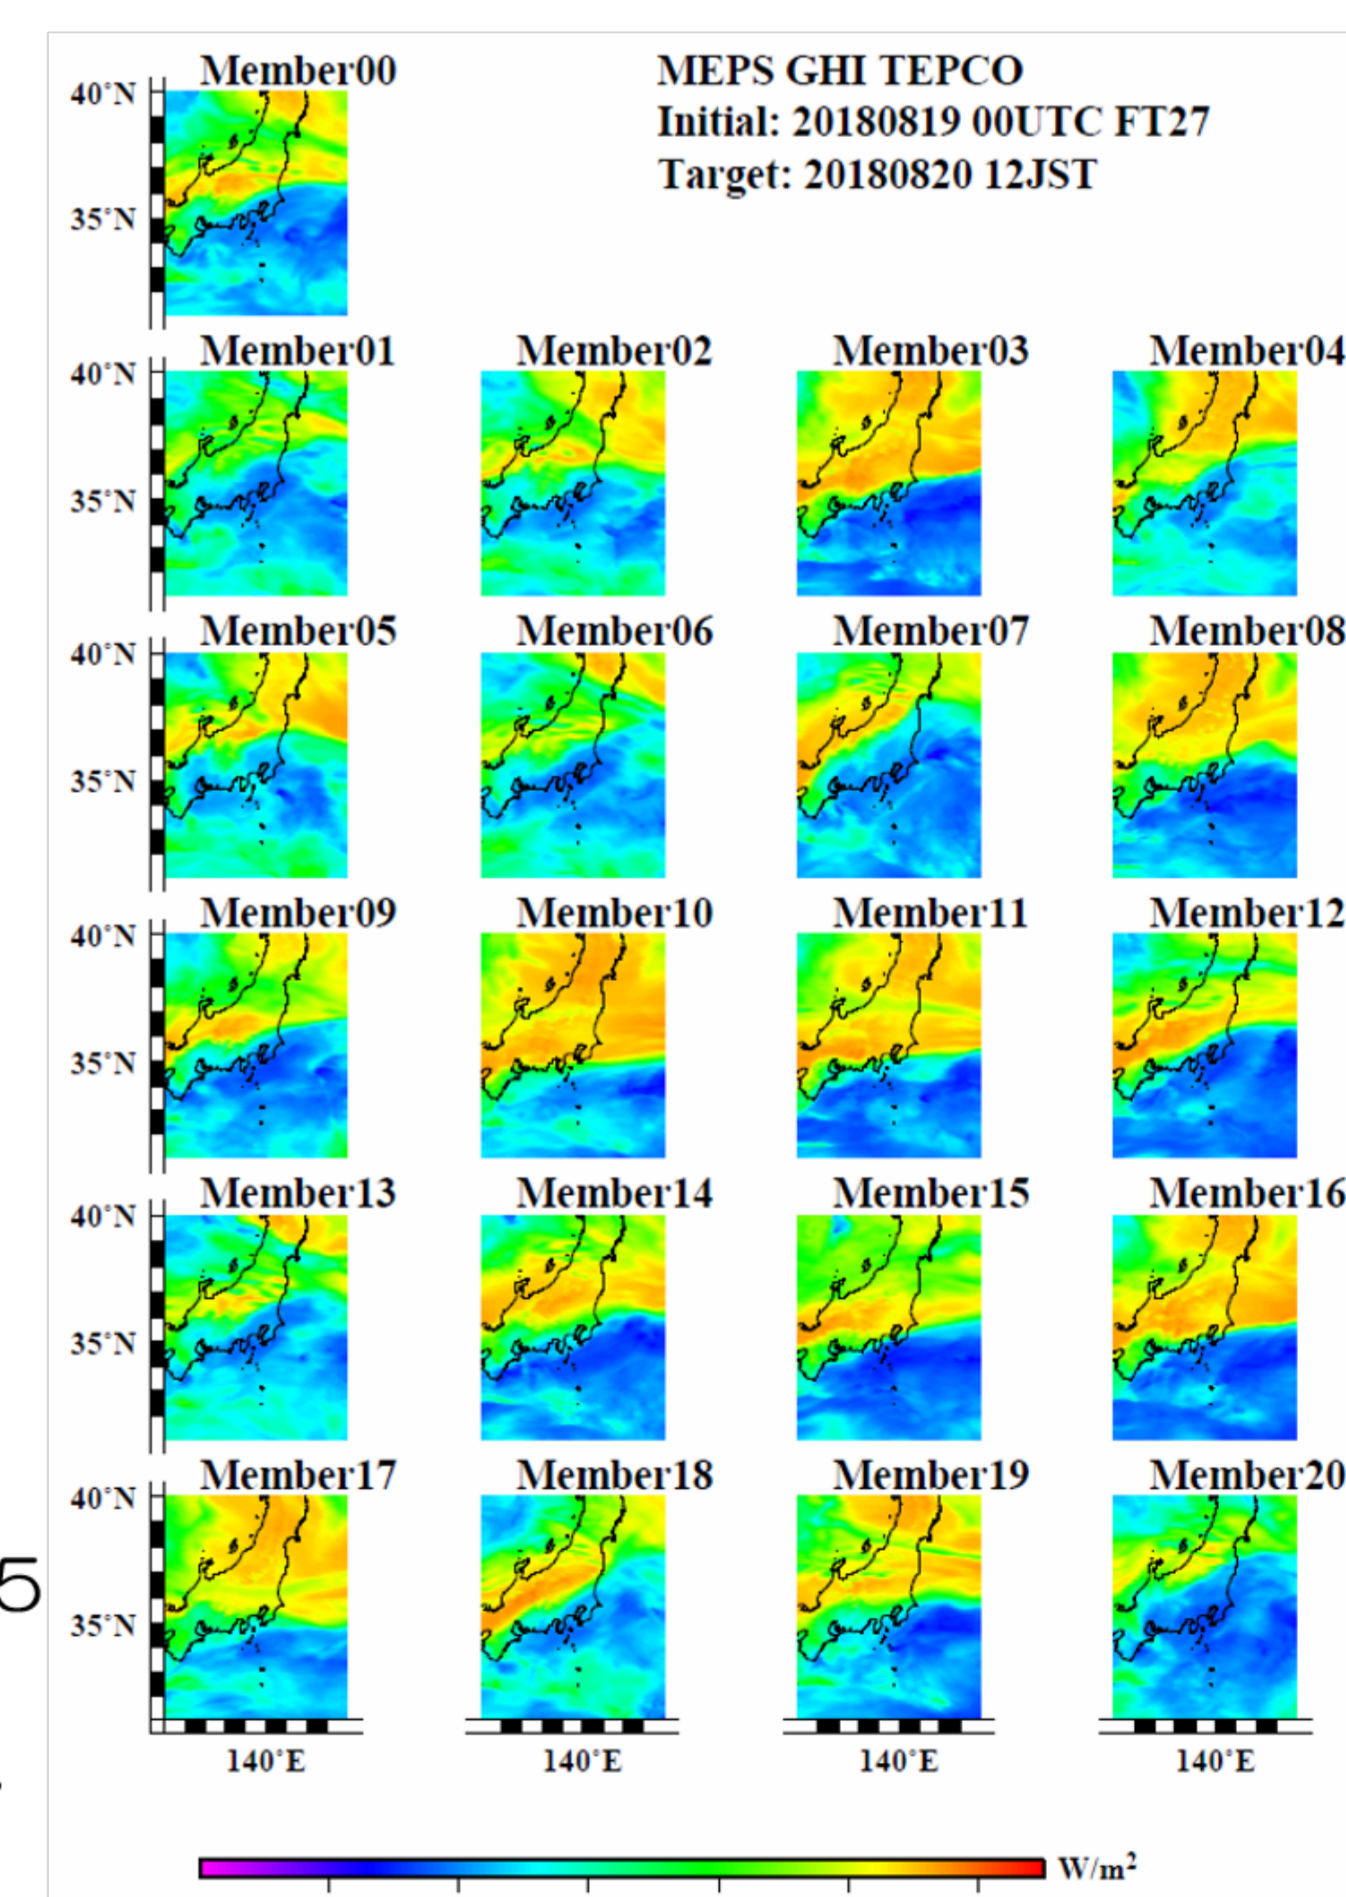 Member00
MEPS GHI TEPCO
Initial: 20180819 00UTC FT27
Target: 20180820 12JST
40°N
35°N
Member01 Member02 Member03 Member04
40°N
35°N
Member05 Member06 Member07 Member08
40°N
35°N
Member09 Member10 Member11 Member12
40°N
35°N
Member13 Member14 Member15 Member16
40°N
35°N
Member17 Member18 Member19 Member20
40°N
5
35°N
140°E 140°E 140°E 140°E
W/m²